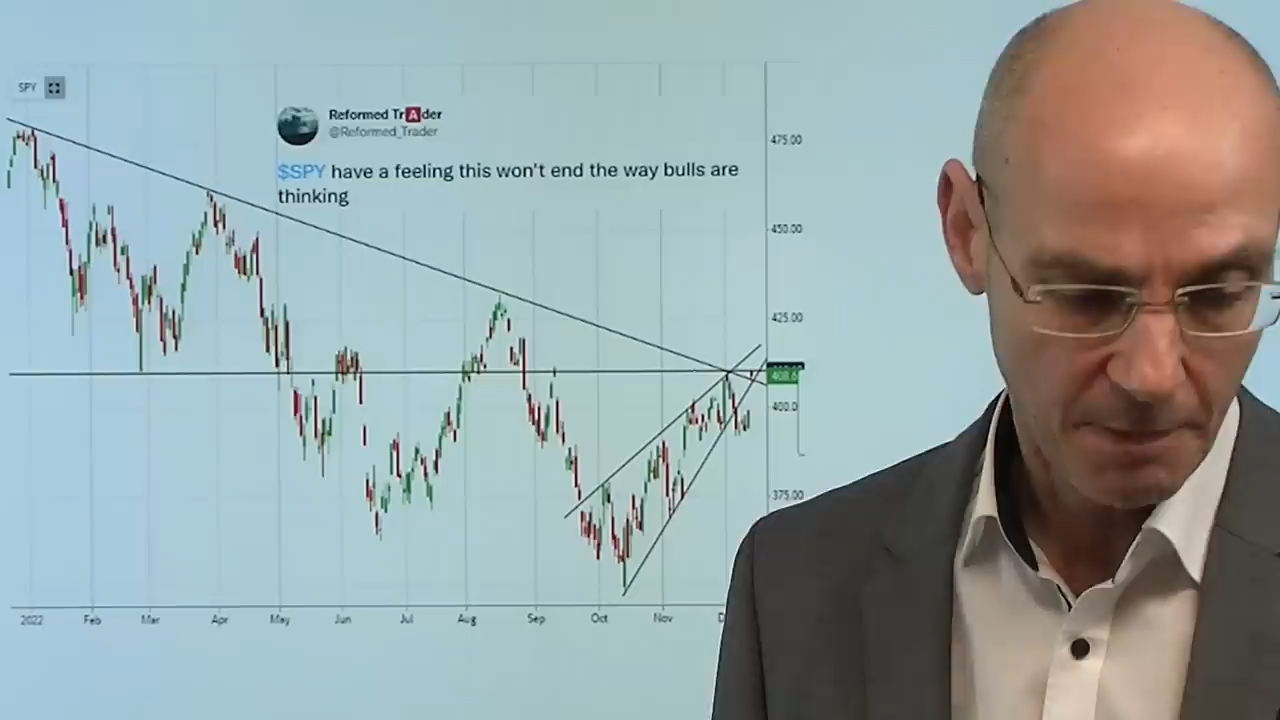 SPY
Reformed TrAder
@Reformed_Trader
$SPY have a feeling this won't end the way bulls are
thinking
475.00
450.00
425.00
400.0
375.00
2022 Feb Mar Apr May Jun Jul Aug Sep Oct Nov